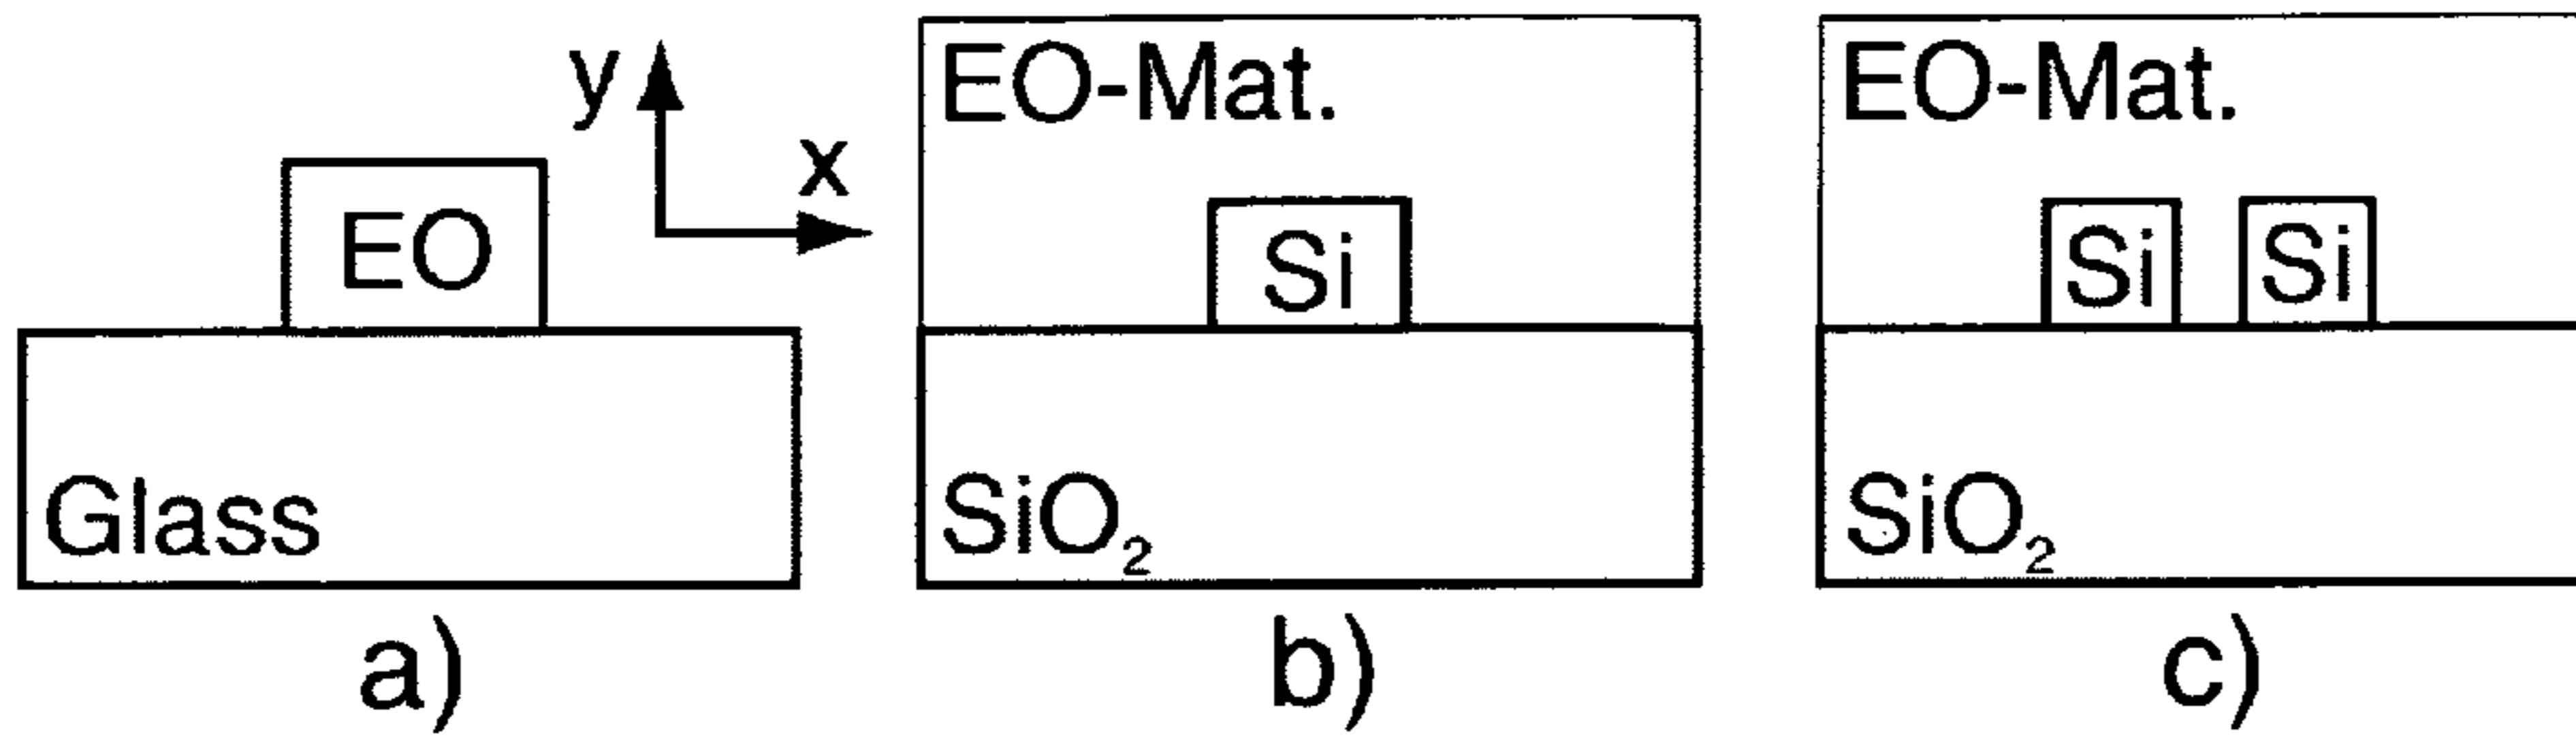 y
x
EO
Glass
a)
EO-Mat.
Si
SiO₂
b)
EO-Mat.
Si Si
SiO₂
c)